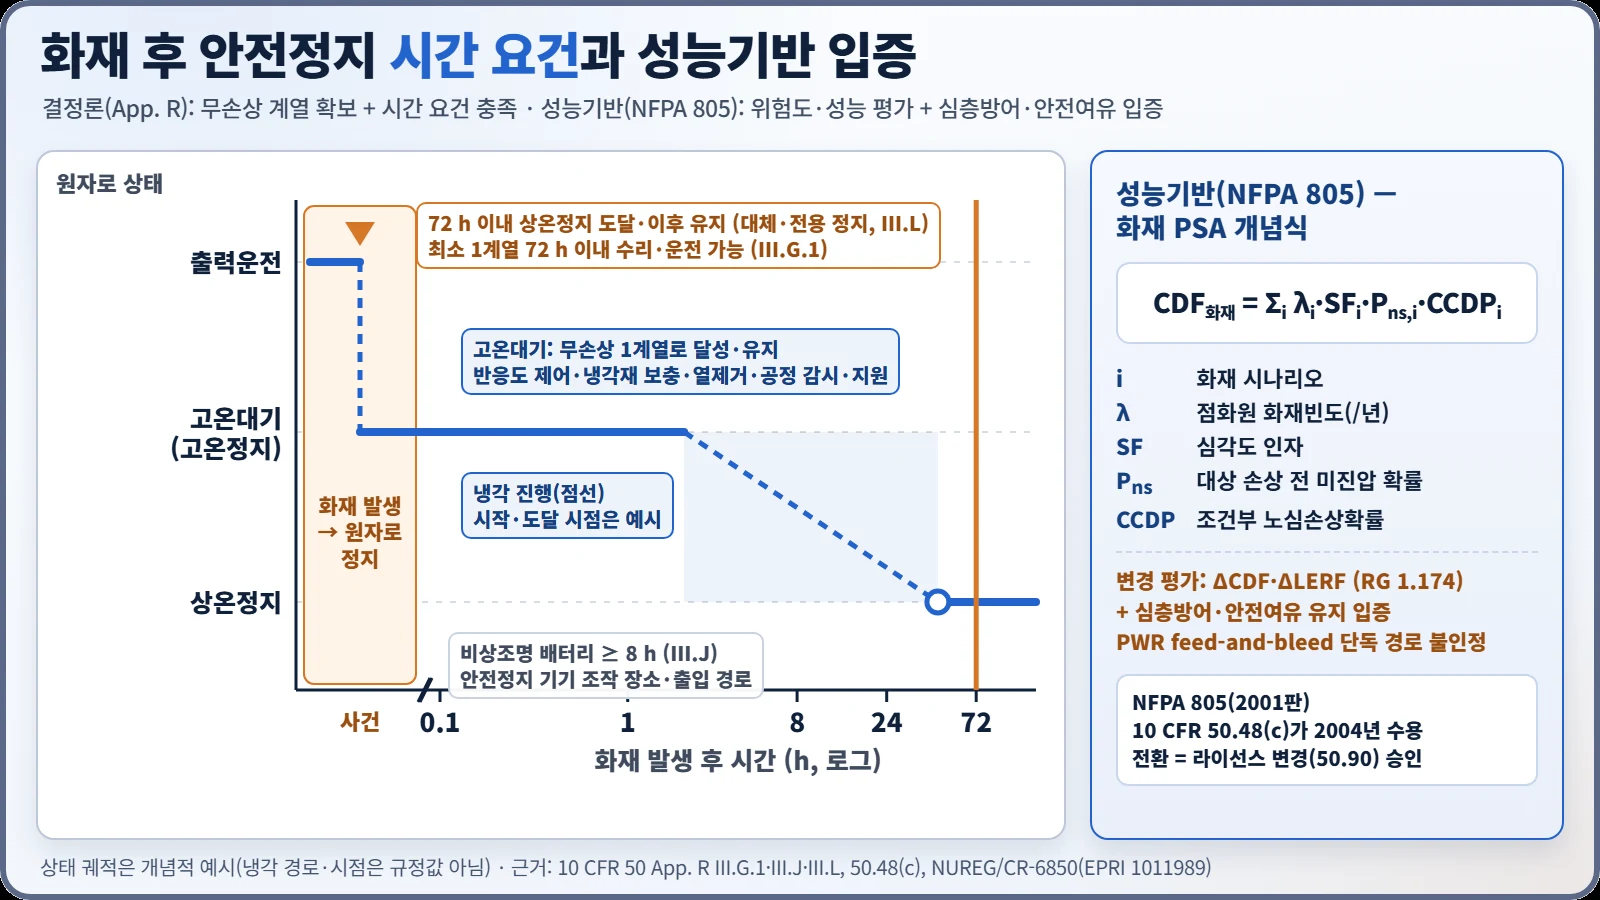 화재 후 안전정지 시간 요건과 성능기반 입증
결정론(App. R): 무손상 계열 확보 + 시간 요건 충족 · 성능기반(NFPA 805): 위험도·성능 평가 + 심층방어·안전여유 입증
원자로 상태
72 h 이내 상온정지 도달·이후 유지 (대체·전용 정지, III.L)
최소 1계열 72 h 이내 수리·운전 가능 (III.G.1)
출력운전
고온대기: 무손상 1계열로 달성·유지
반응도 제어·냉각재 보충·열제거·공정 감시·지원
고온대기
(고온정지)
냉각 진행(점선)
시작·도달 시점은 예시
화재 발생
→ 원자로
정지
상온정지
비상조명 배터리 ≥ 8 h (III.J)
안전정지 기기 조작 장소·출입 경로
사건 0.1 1 8 24 72
화재 발생 후 시간 (h, 로그)
성능기반(NFPA 805) —
화재 PSA 개념식
CDF화재 = Σi λi·SFi·Pns,i·CCDPi
i 화재 시나리오
λ 점화원 화재빈도(/년)
SF 심각도 인자
Pns 대상 손상 전 미진압 확률
CCDP 조건부 노심손상확률
변경 평가: ΔCDF·ΔLERF (RG 1.174)
+ 심층방어·안전여유 유지 입증
PWR feed-and-bleed 단독 경로 불인정
NFPA 805(2001판)
10 CFR 50.48(c)가 2004년 수용
전환 = 라이선스 변경(50.90) 승인
상태 궤적은 개념적 예시(냉각 경로·시점은 규정값 아님) · 근거: 10 CFR 50 App. R III.G.1·III.J·III.L, 50.48(c), NUREG/CR-6850(EPRI 1011989)